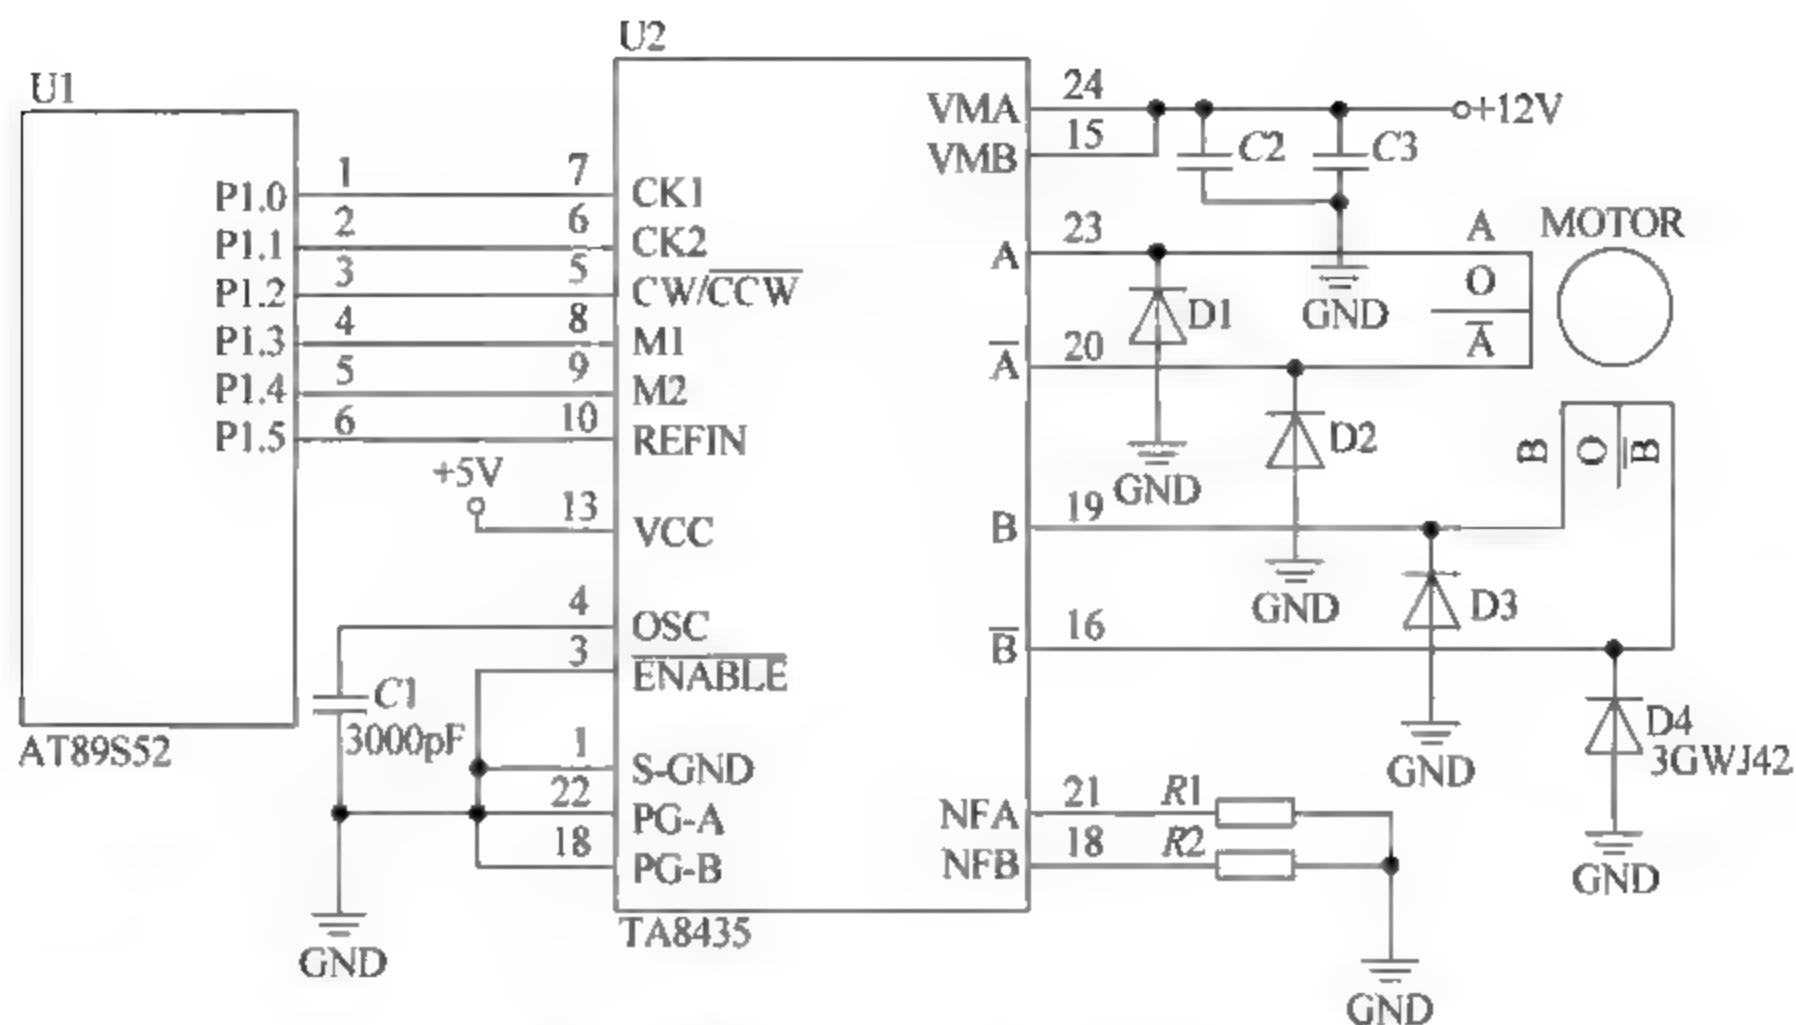 U1
P1.0 1
P1.1 2
P1.2 3
P1.3 4
P1.4 5
P1.5 6
AT89S52
U2
7 CK1
6 CK2
5 CW/C̅C̅W̅
8 M1
9 M2
10 REFIN
+5V
13 VCC
4 OSC
3 E̅N̅A̅B̅L̅E̅
C1
3000pF
1 S-GND
22 PG-A
18 PG-B
GND
TA8435
VMA 24
VMB 15
+12V
C2
C3
GND
A 23
A̅ 20
D1
GND
D2
GND
A
O
A̅
MOTOR
B 19
B̅ 16
B
O
B̅
D3
GND
D4
3GWJ42
GND
NFA 21 R1
NFB 18 R2
GND